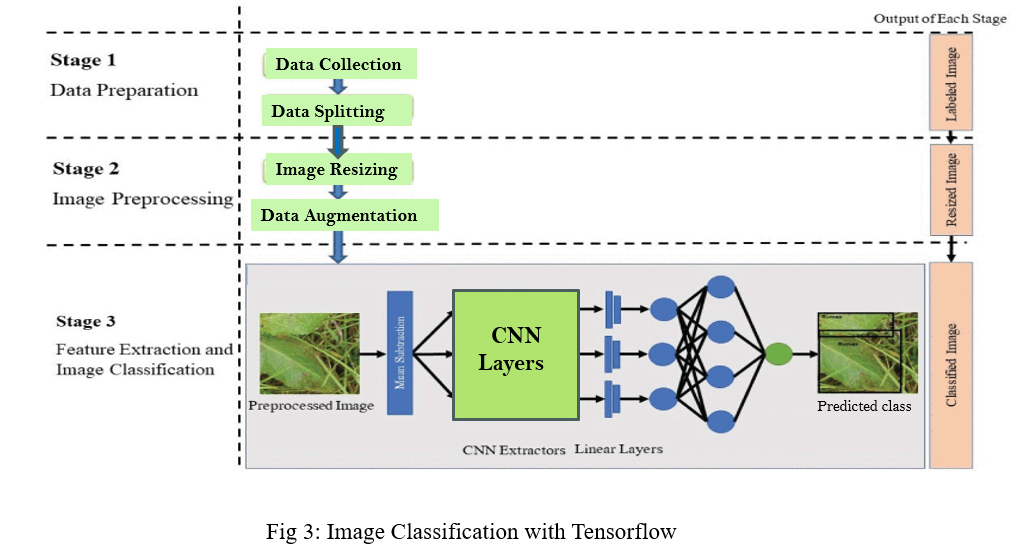 Output of Each Stage
Stage 1
Data Preparation
Data Collection
Data Splitting
Labeled Image
Stage 2
Image Preprocessing
Image Resizing
Data Augmentation
Resized Image
Stage 3
Feature Extraction and
Image Classification
Preprocessed Image
Mean Subtraction
CNN
Layers
CNN Extractors
Linear Layers
Predicted class
Classified Image
Fig 3: Image Classification with Tensorflow